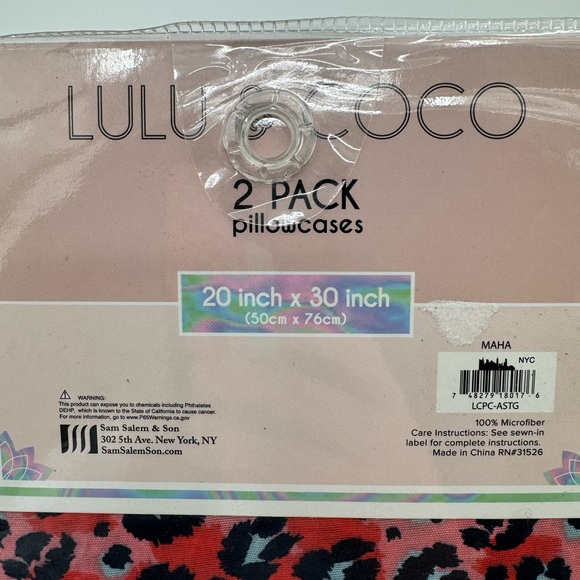 LULU & COCO
2 PACK
pillowcases
20 inch x 30 inch
(50cm x 76cm)
MAHA
NYC
7 48279 18017 6
LCPC-ASTG
100% Microfiber
Care Instructions: See sewn-in
label for complete instructions.
Made in China RN#31526
WARNING:
This product can expose you to chemicals including Phthalates
DEHP, which is known to the State of California to cause cancer.
For more information, go to www.P65Warnings.ca.gov
Sam Salem & Son
302 5th Ave. New York, NY
SamSalemSon.com